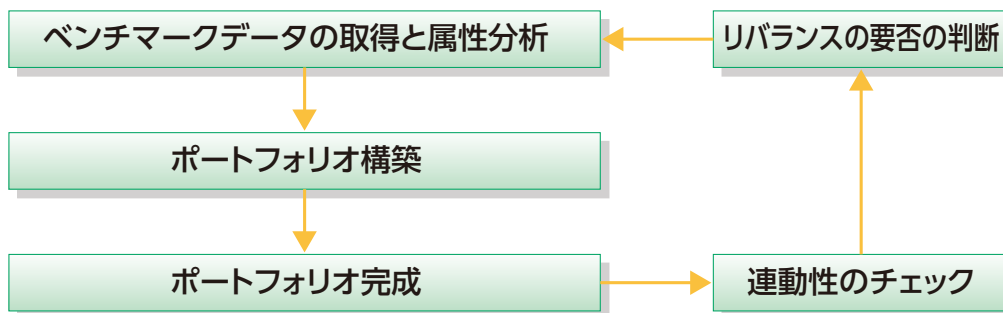 ベンチマークデータの取得と属性分析
リバランスの要否の判断
ポートフォリオ構築
ポートフォリオ完成
連動性のチェック